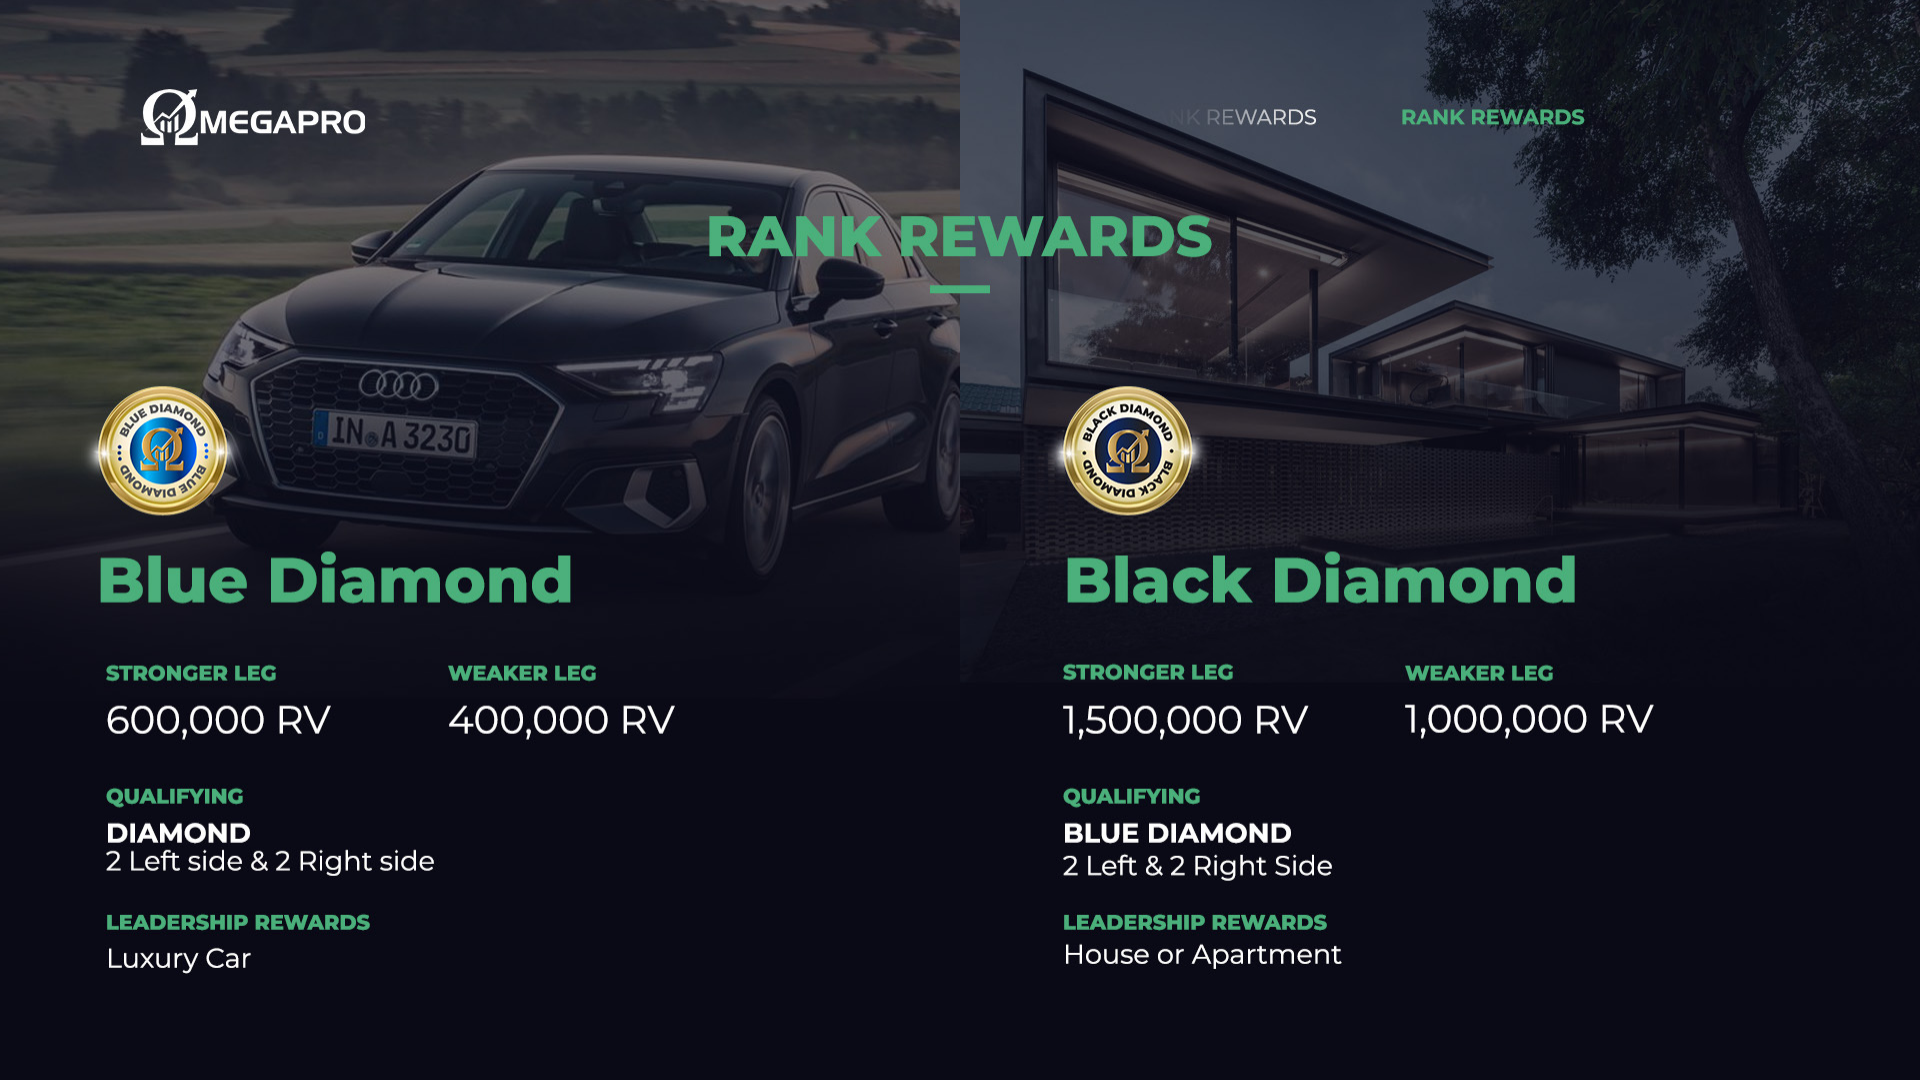 ΩMEGAPRO
NK REWARDS
RANK REWARDS
RANK REWARDS
IN A 3230
BLUE DIAMOND
BLUE DIAMOND
BLACK DIAMOND
BLACK DIAMOND
Blue Diamond
STRONGER LEG
WEAKER LEG
600,000 RV
400,000 RV
QUALIFYING
DIAMOND
2 Left side & 2 Right side
LEADERSHIP REWARDS
Luxury Car
Black Diamond
STRONGER LEG
WEAKER LEG
1,500,000 RV
1,000,000 RV
QUALIFYING
BLUE DIAMOND
2 Left & 2 Right Side
LEADERSHIP REWARDS
House or Apartment